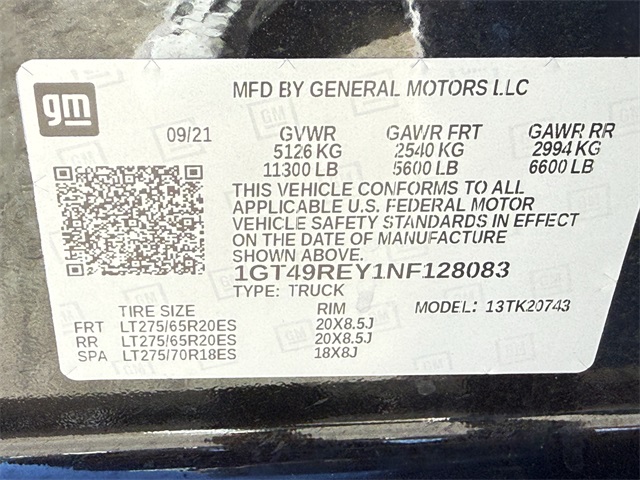 gm
MFD BY GENERAL MOTORS LLC
09/21 GVWR GAWR FRT GAWR RR
5126 KG 2540 KG 2994 KG
11300 LB 5600 LB 6600 LB
THIS VEHICLE CONFORMS TO ALL
APPLICABLE U.S. FEDERAL MOTOR
VEHICLE SAFETY STANDARDS IN EFFECT
ON THE DATE OF MANUFACTURE
SHOWN ABOVE.
1GT49REY1NF128083
TYPE: TRUCK MODEL: 13TK20743
TIRE SIZE RIM
FRT LT275/65R20ES 20X8.5J
RR LT275/65R20ES 20X8.5J
SPA LT275/70R18ES 18X8J